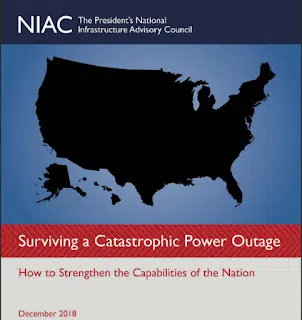 NIAC The President's National
Infrastructure Advisory Council
Surviving a Catastrophic Power Outage
How to Strengthen the Capabilities of the Nation
December 2018